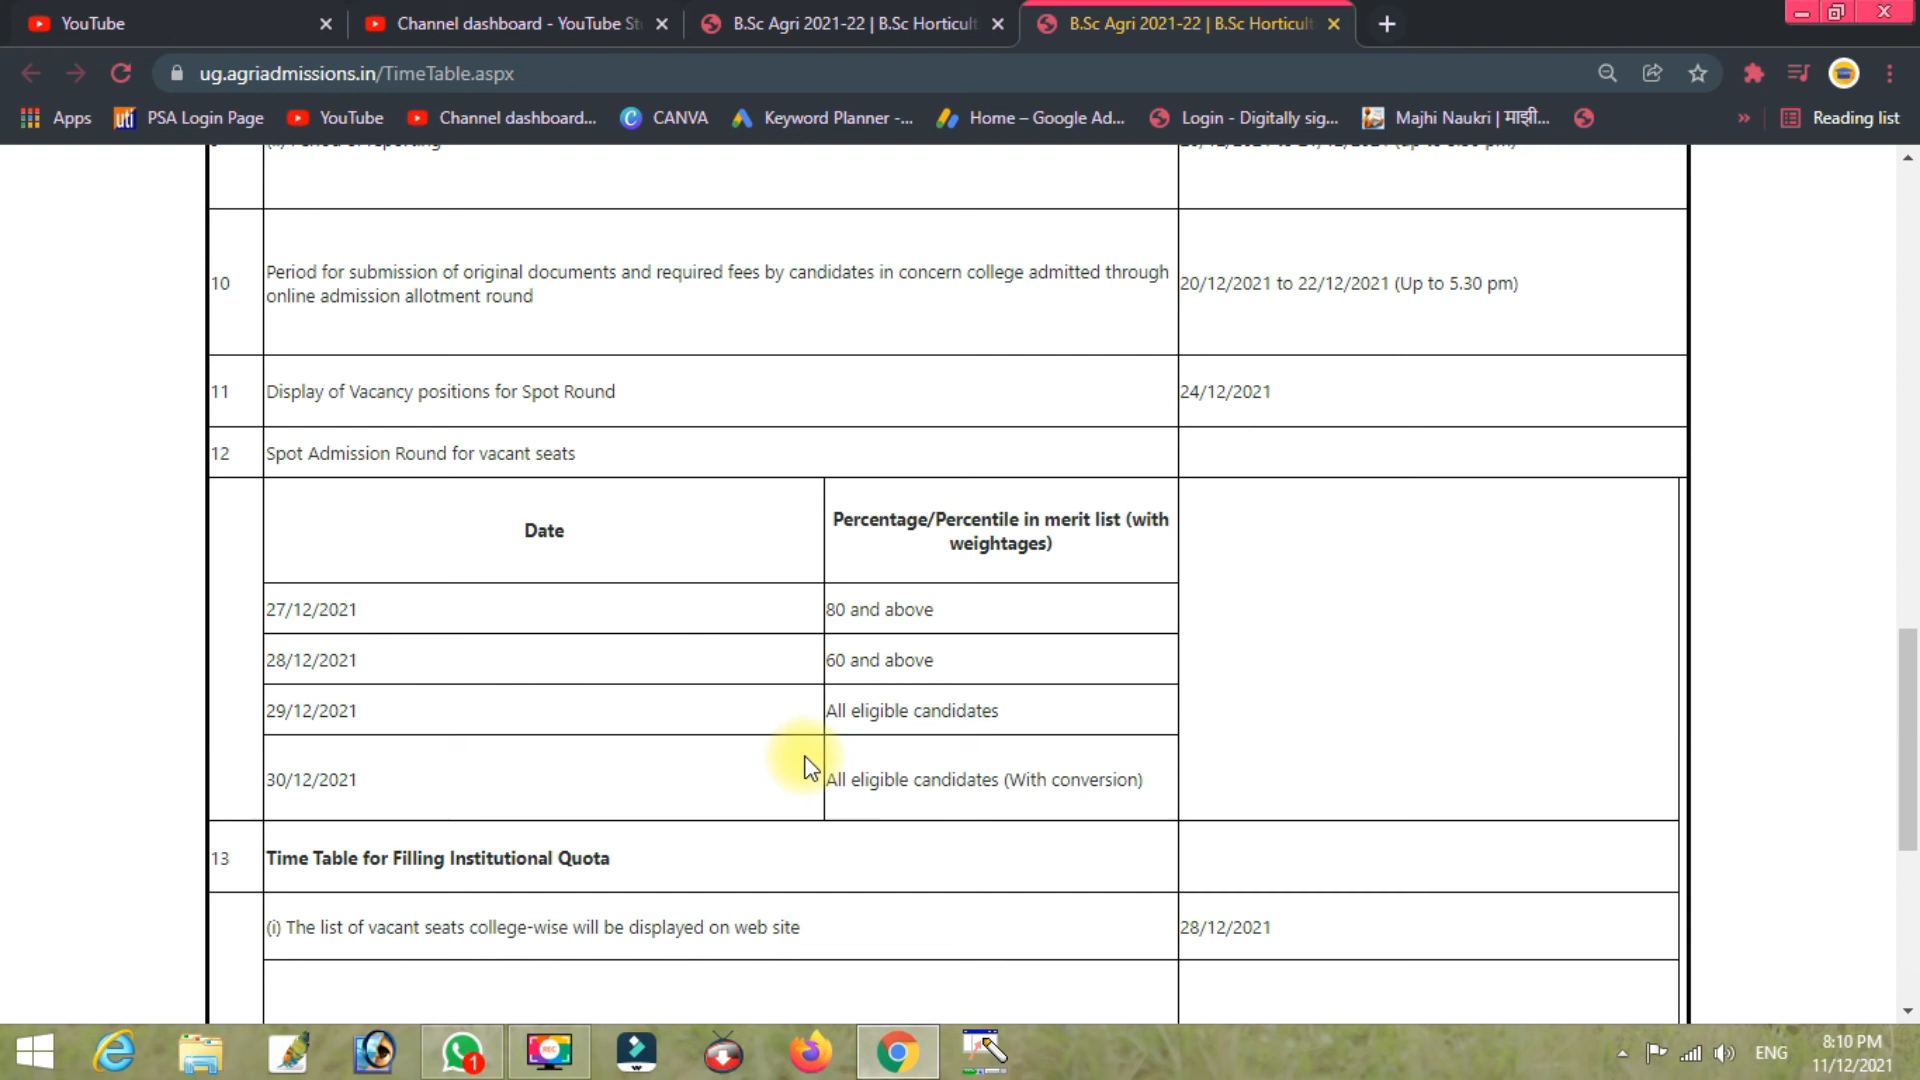 YouTube
Channel dashboard - YouTube St
B.Sc Agri 2021-22 | B.Sc Horticult
B.Sc Agri 2021-22 | B.Sc Horticult
ug.agriadmissions.in/TimeTable.aspx
Apps
uti
PSA Login Page
YouTube
Channel dashboard...
CANVA
Keyword Planner -...
Home – Google Ad...
Login - Digitally sig...
Majhi Naukri | माझी...
»
Reading list
10
Period for submission of original documents and required fees by candidates in concern college admitted through
online admission allotment round
20/12/2021 to 22/12/2021 (Up to 5.30 pm)
11
Display of Vacancy positions for Spot Round
24/12/2021
12
Spot Admission Round for vacant seats
Date
Percentage/Percentile in merit list (with
weightages)
27/12/2021
80 and above
28/12/2021
60 and above
29/12/2021
All eligible candidates
30/12/2021
All eligible candidates (With conversion)
13
Time Table for Filling Institutional Quota
(i) The list of vacant seats college-wise will be displayed on web site
28/12/2021
1
REC
ENG
8:10 PM
11/12/2021